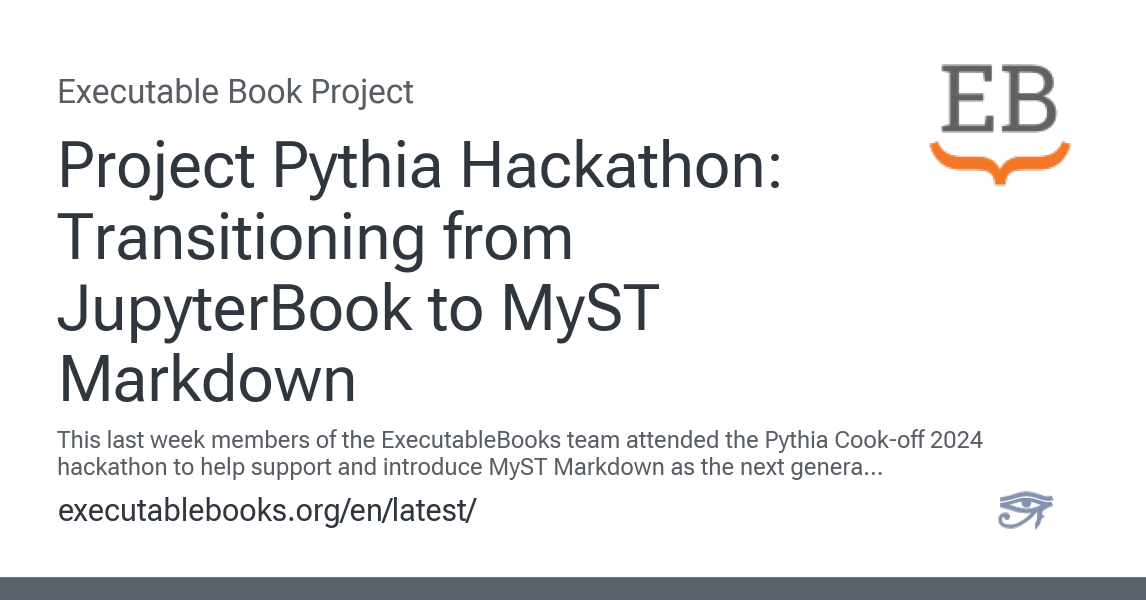 Executable Book Project
EB
Project Pythia Hackathon:
Transitioning from
JupyterBook to MyST
Markdown
This last week members of the ExecutableBooks team attended the Pythia Cook-off 2024
hackathon to help support and introduce MyST Markdown as the next genera...
executablebooks.org/en/latest/